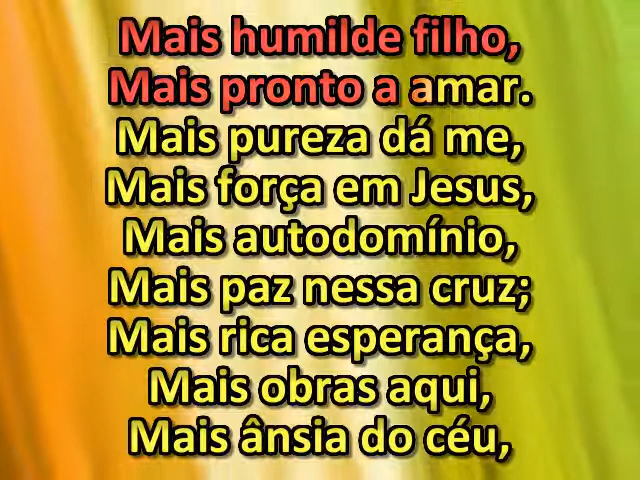 Mais humilde filho,
Mais pronto a amar.
Mais pureza dá me,
Mais força em Jesus,
Mais autodomínio,
Mais paz nessa cruz;
Mais rica esperança,
Mais obras aqui,
Mais ânsia do céu,